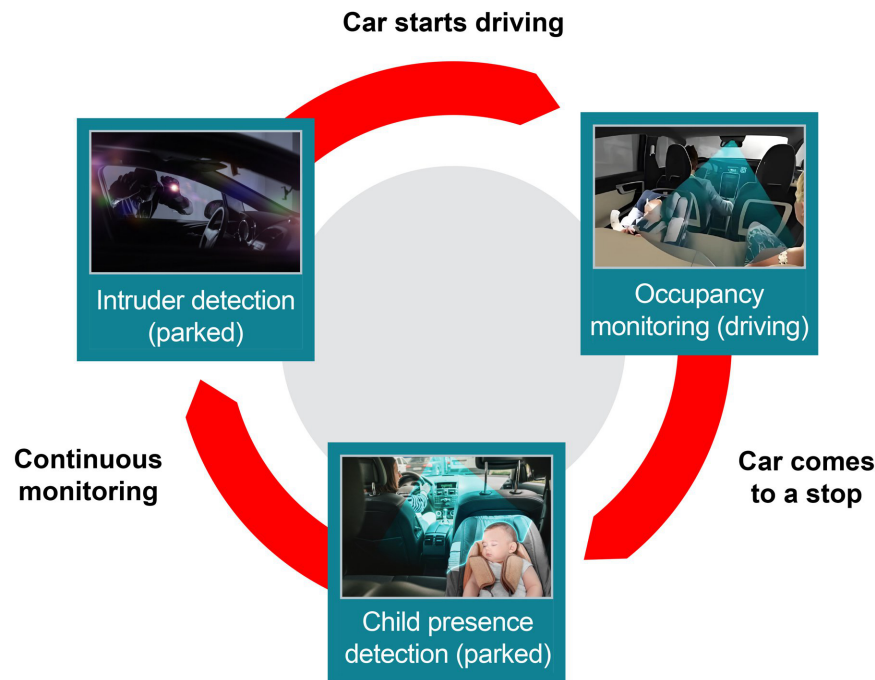 Car starts driving
Intruder detection
(parked)
Occupancy
monitoring (driving)
Continuous
monitoring
Car comes
to a stop
Child presence
detection (parked)